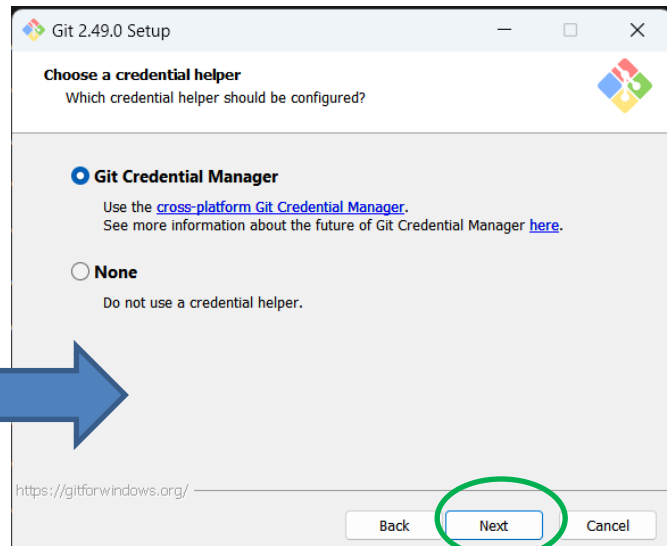 Git 2.49.0 Setup
Choose a credential helper
Which credential helper should be configured?
Git Credential Manager
Use the cross-platform Git Credential Manager.
See more information about the future of Git Credential Manager here.
None
Do not use a credential helper.
https://gitforwindows.org/
Back Next Cancel